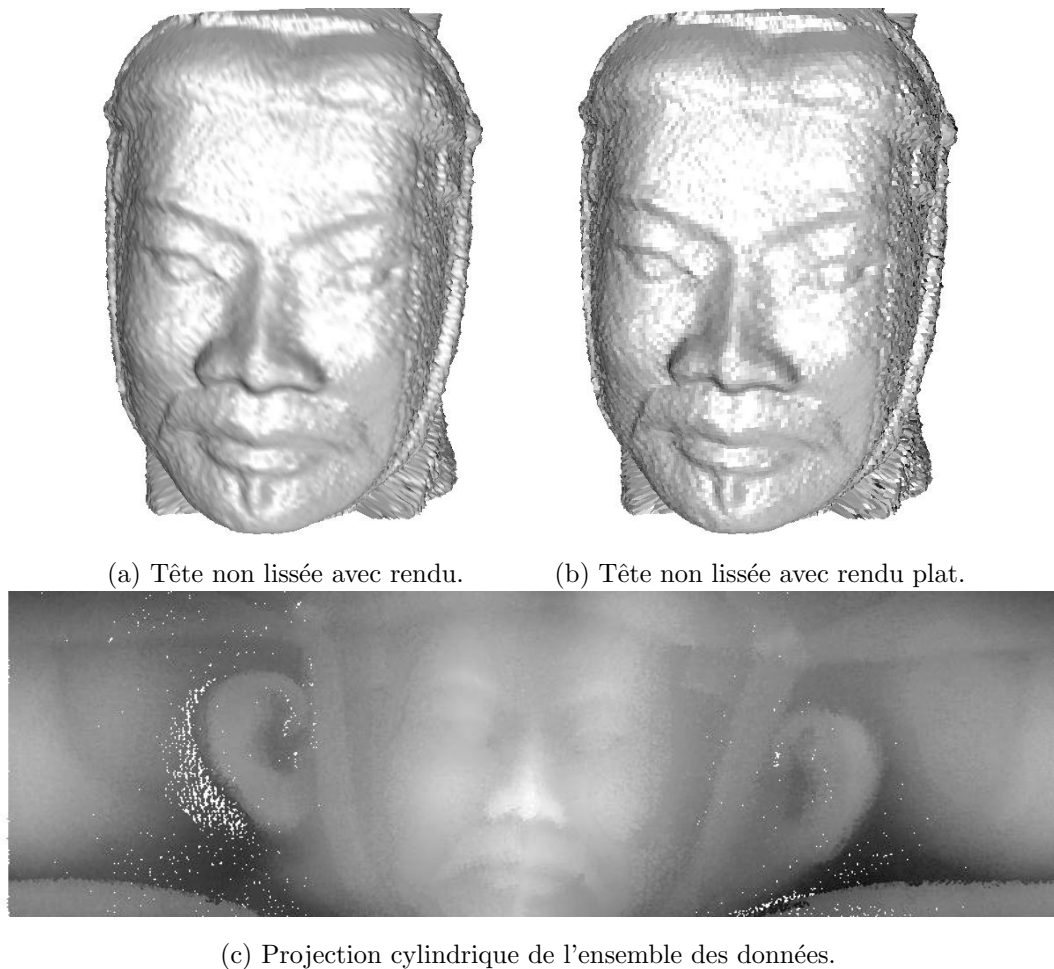 (a) Tête non lissée avec rendu.
(b) Tête non lissée avec rendu plat.
(c) Projection cylindrique de l'ensemble des données.